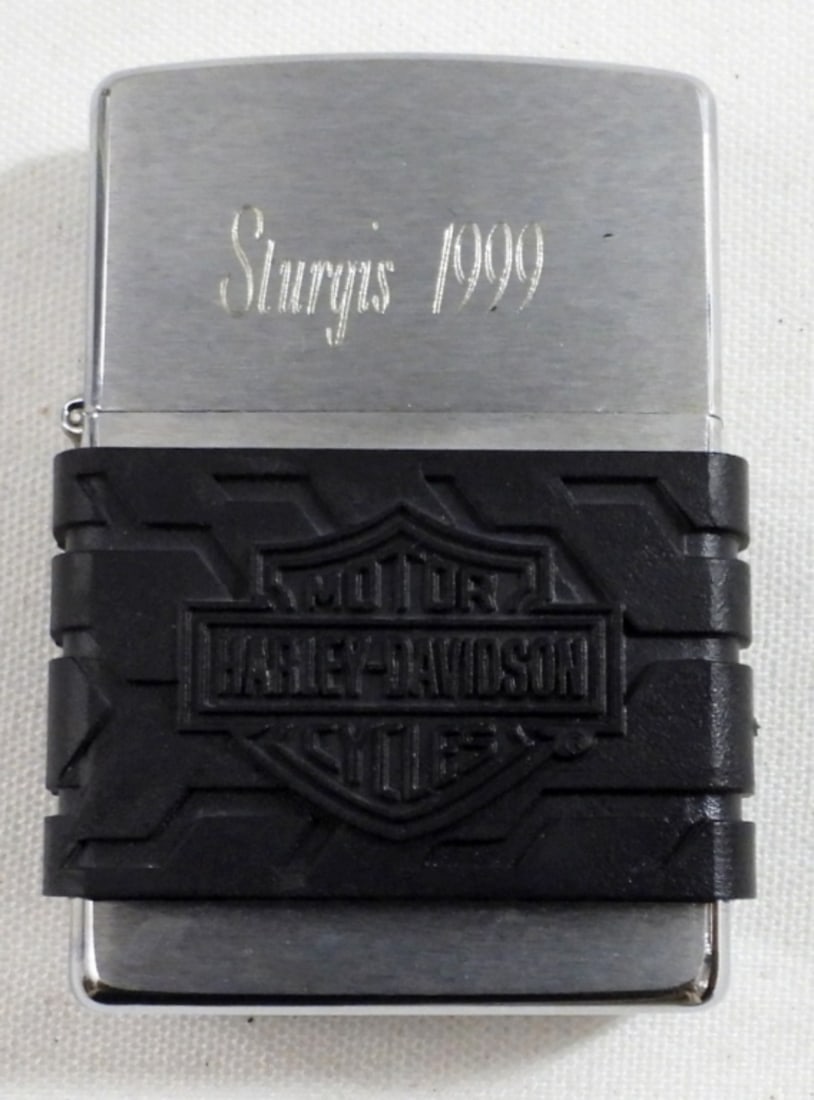 Sturgis 1999
MOTOR
HARLEY-DAVIDSON
CYCLES
®